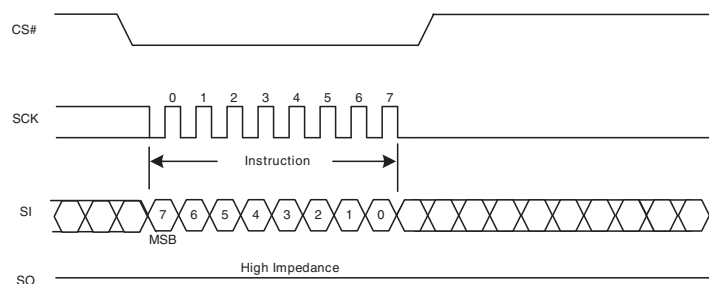 CS#
0 1 2 3 4 5 6 7
SCK
Instruction
SI 7 6 5 4 3 2 1 0
MSB
High Impedance
SO